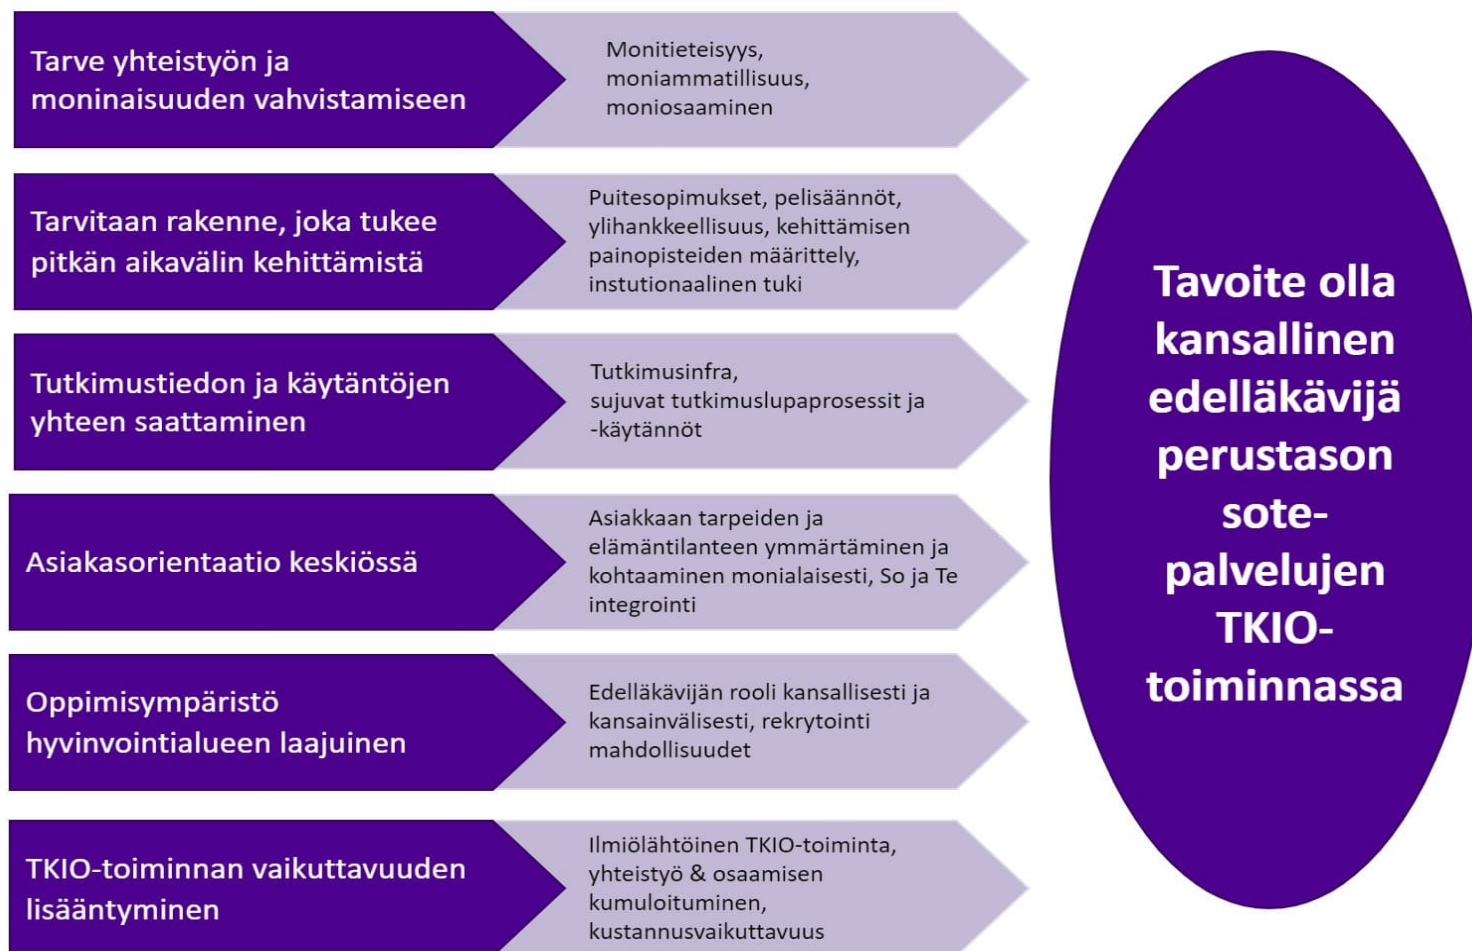 Tarve yhteistyön ja
moninaisuuden vahvistamiseen
Monitieteisyys,
moniammatillisuus,
moniosaaminen
Tarvitaan rakenne, joka tukee
pitkän aikavälin kehittämistä
Puitesopimukset, pelisäännöt,
ylihankkeellisuus, kehittämisen
painopisteiden määrittely,
instutionaalinen tuki
Tutkimustiedon ja käytäntöjen
yhteen saattaminen
Tutkimusinfra,
sujuvat tutkimuslupaprosessit ja
-käytännöt
Asiakasorientaatio keskiössä
Asiakkaan tarpeiden ja
elämäntilanteen ymmärtäminen ja
kohtaaminen monialaisesti, So ja Te
integrointi
Oppimisympäristö
hyvinvointialueen laajuinen
Edelläkävijän rooli kansallisesti ja
kansainvälisesti, rekrytointi
mahdollisuudet
TKIO-toiminnan vaikuttavuuden
lisääntyminen
Ilmiölähtöinen TKIO-toiminta,
yhteistyö & osaamisen
kumuloituminen,
kustannusvaikuttavuus
Tavoite olla
kansallinen
edelläkävijä
perustason
sote-
palvelujen
TKIO-
toiminnassa